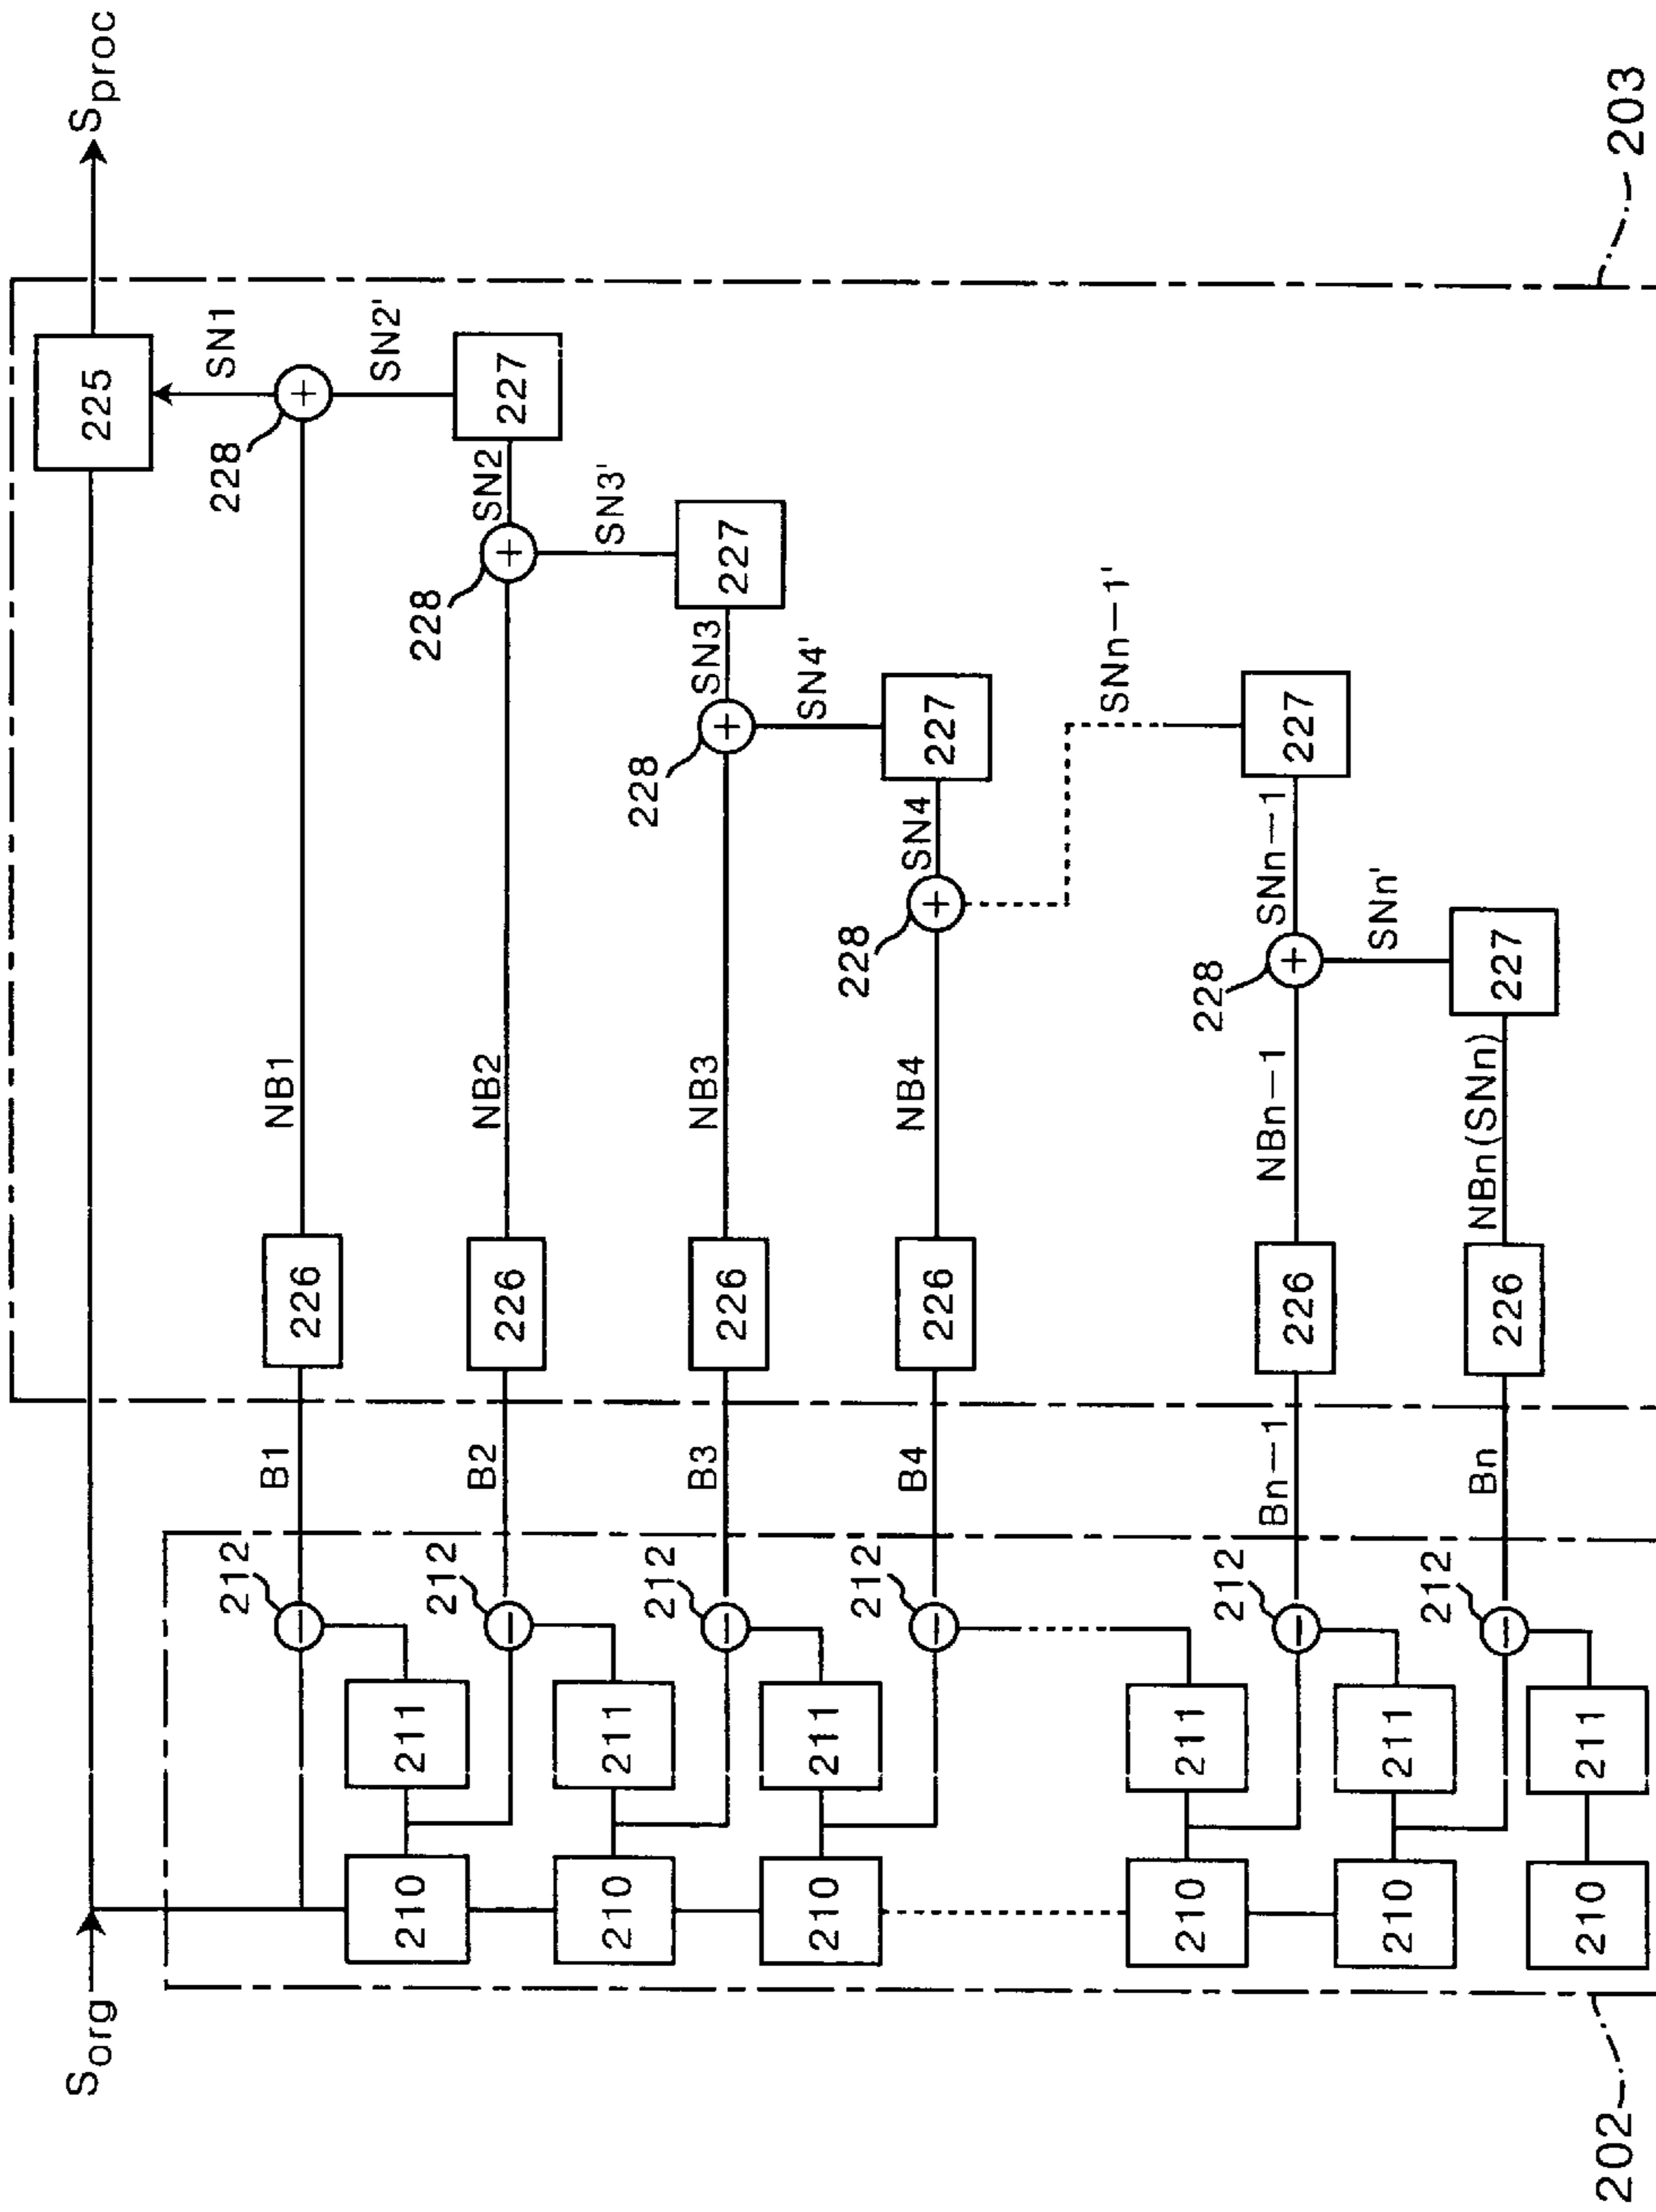 Sorg
Sproc
225
SN1
228
SN2'
227
NB1
226
B1
212
211
210
SN2
228
SN3'
227
NB2
226
B2
212
211
210
SN3
228
SN4'
227
NB3
226
B3
212
211
210
SN4
228
SNn-1'
227
NB4
226
B4
212
211
210
SNn-1
228
SNn'
227
NBn-1
226
Bn-1
212
211
210
NBn(SNn)
226
Bn
212
211
210
202
203